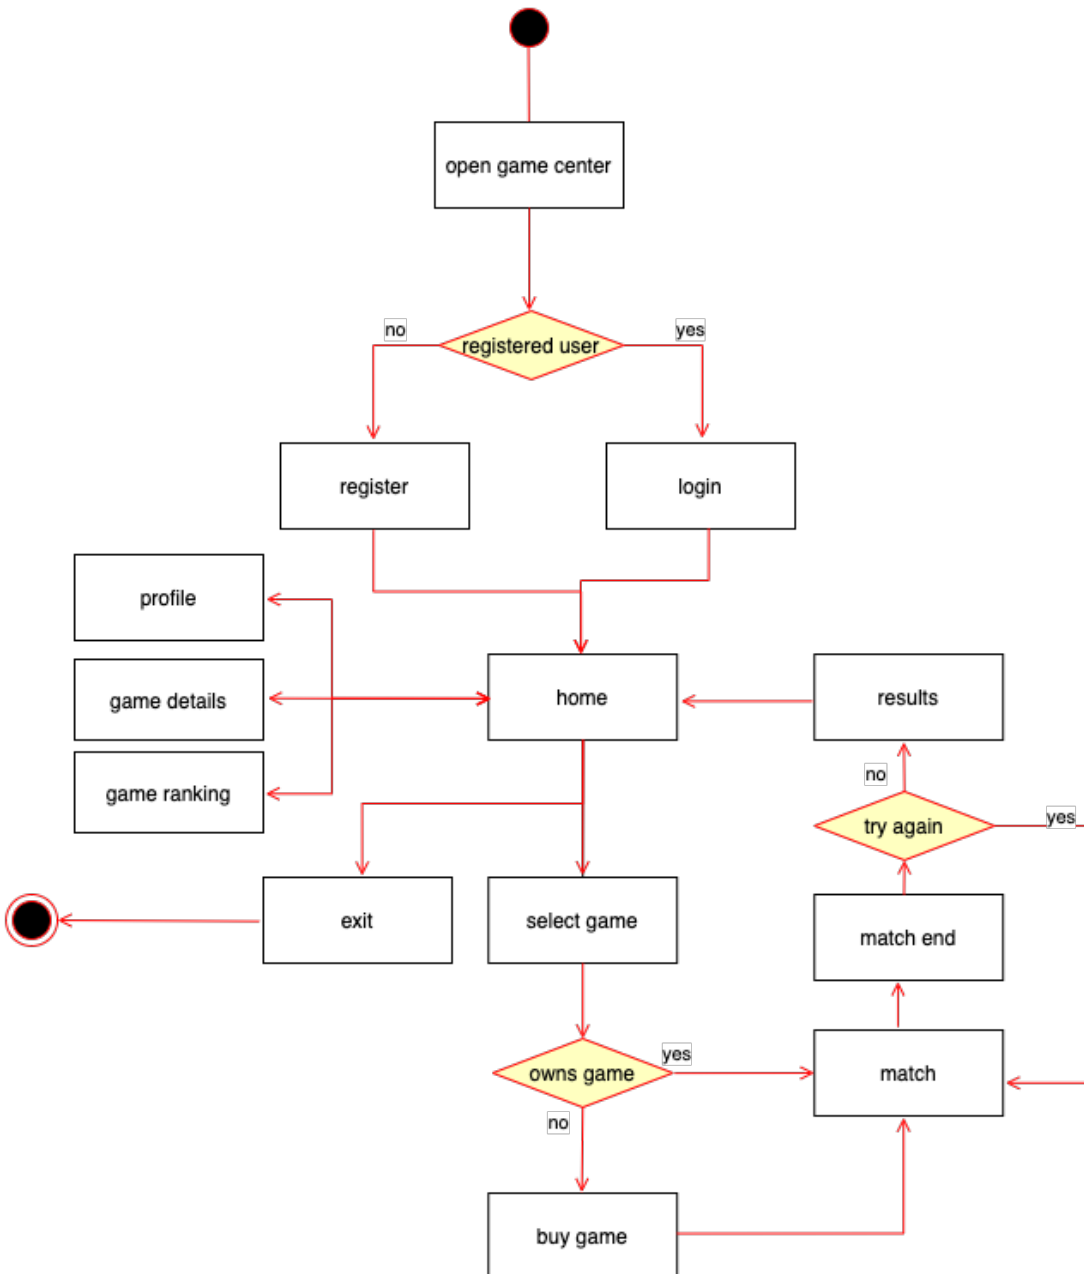 open game center
no
yes
registered user
register
login
profile
game details
home
results
game ranking
no
try again
yes
exit
select game
match end
owns game
yes
match
no
buy game